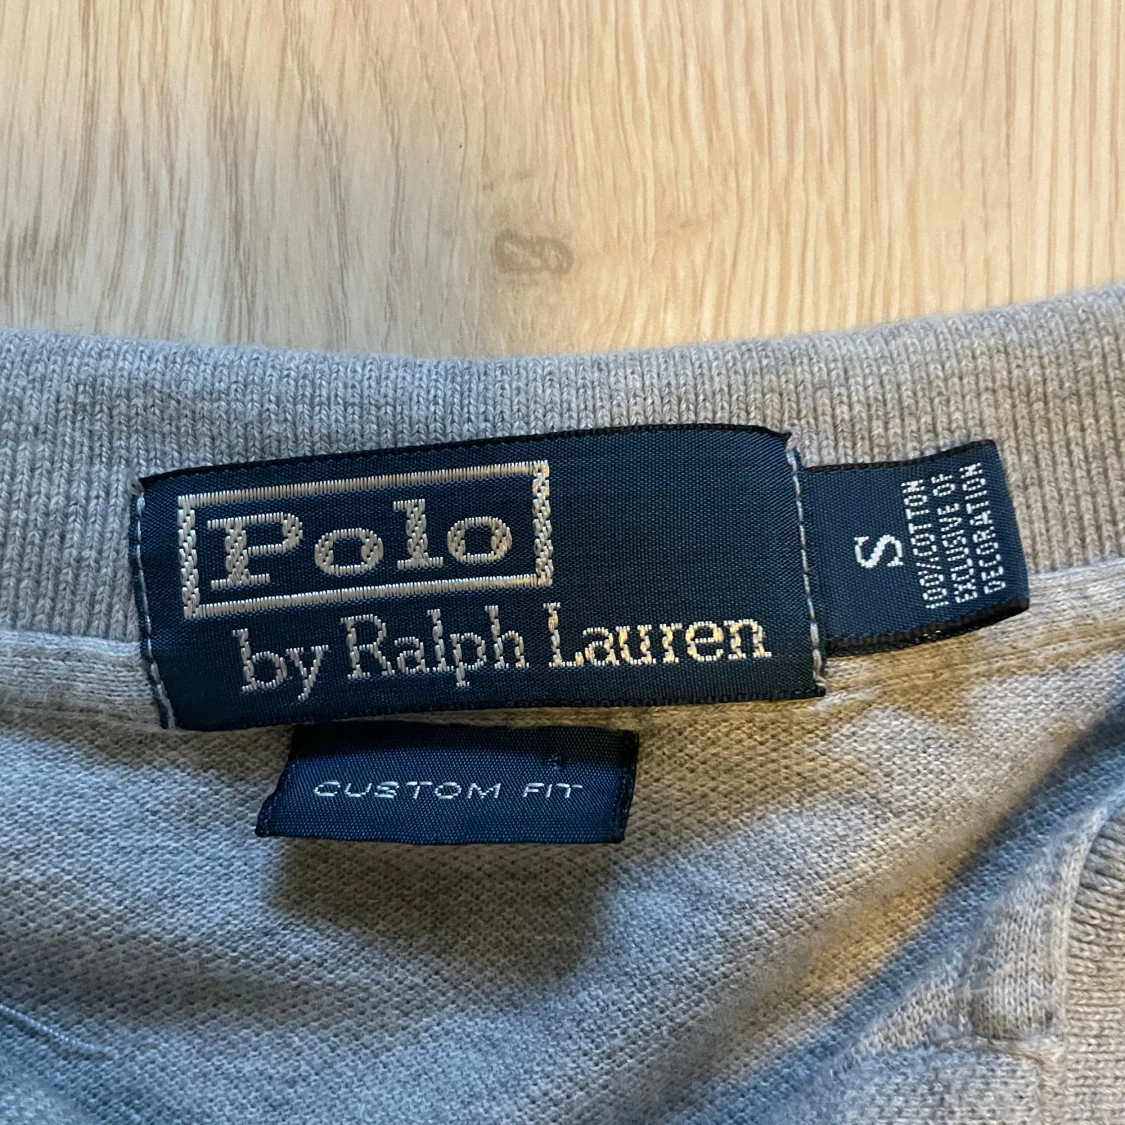 Polo
by Ralph Lauren
S
100%COTTON
EXCLUSIVE OF
DECORATION
CUSTOM FIT